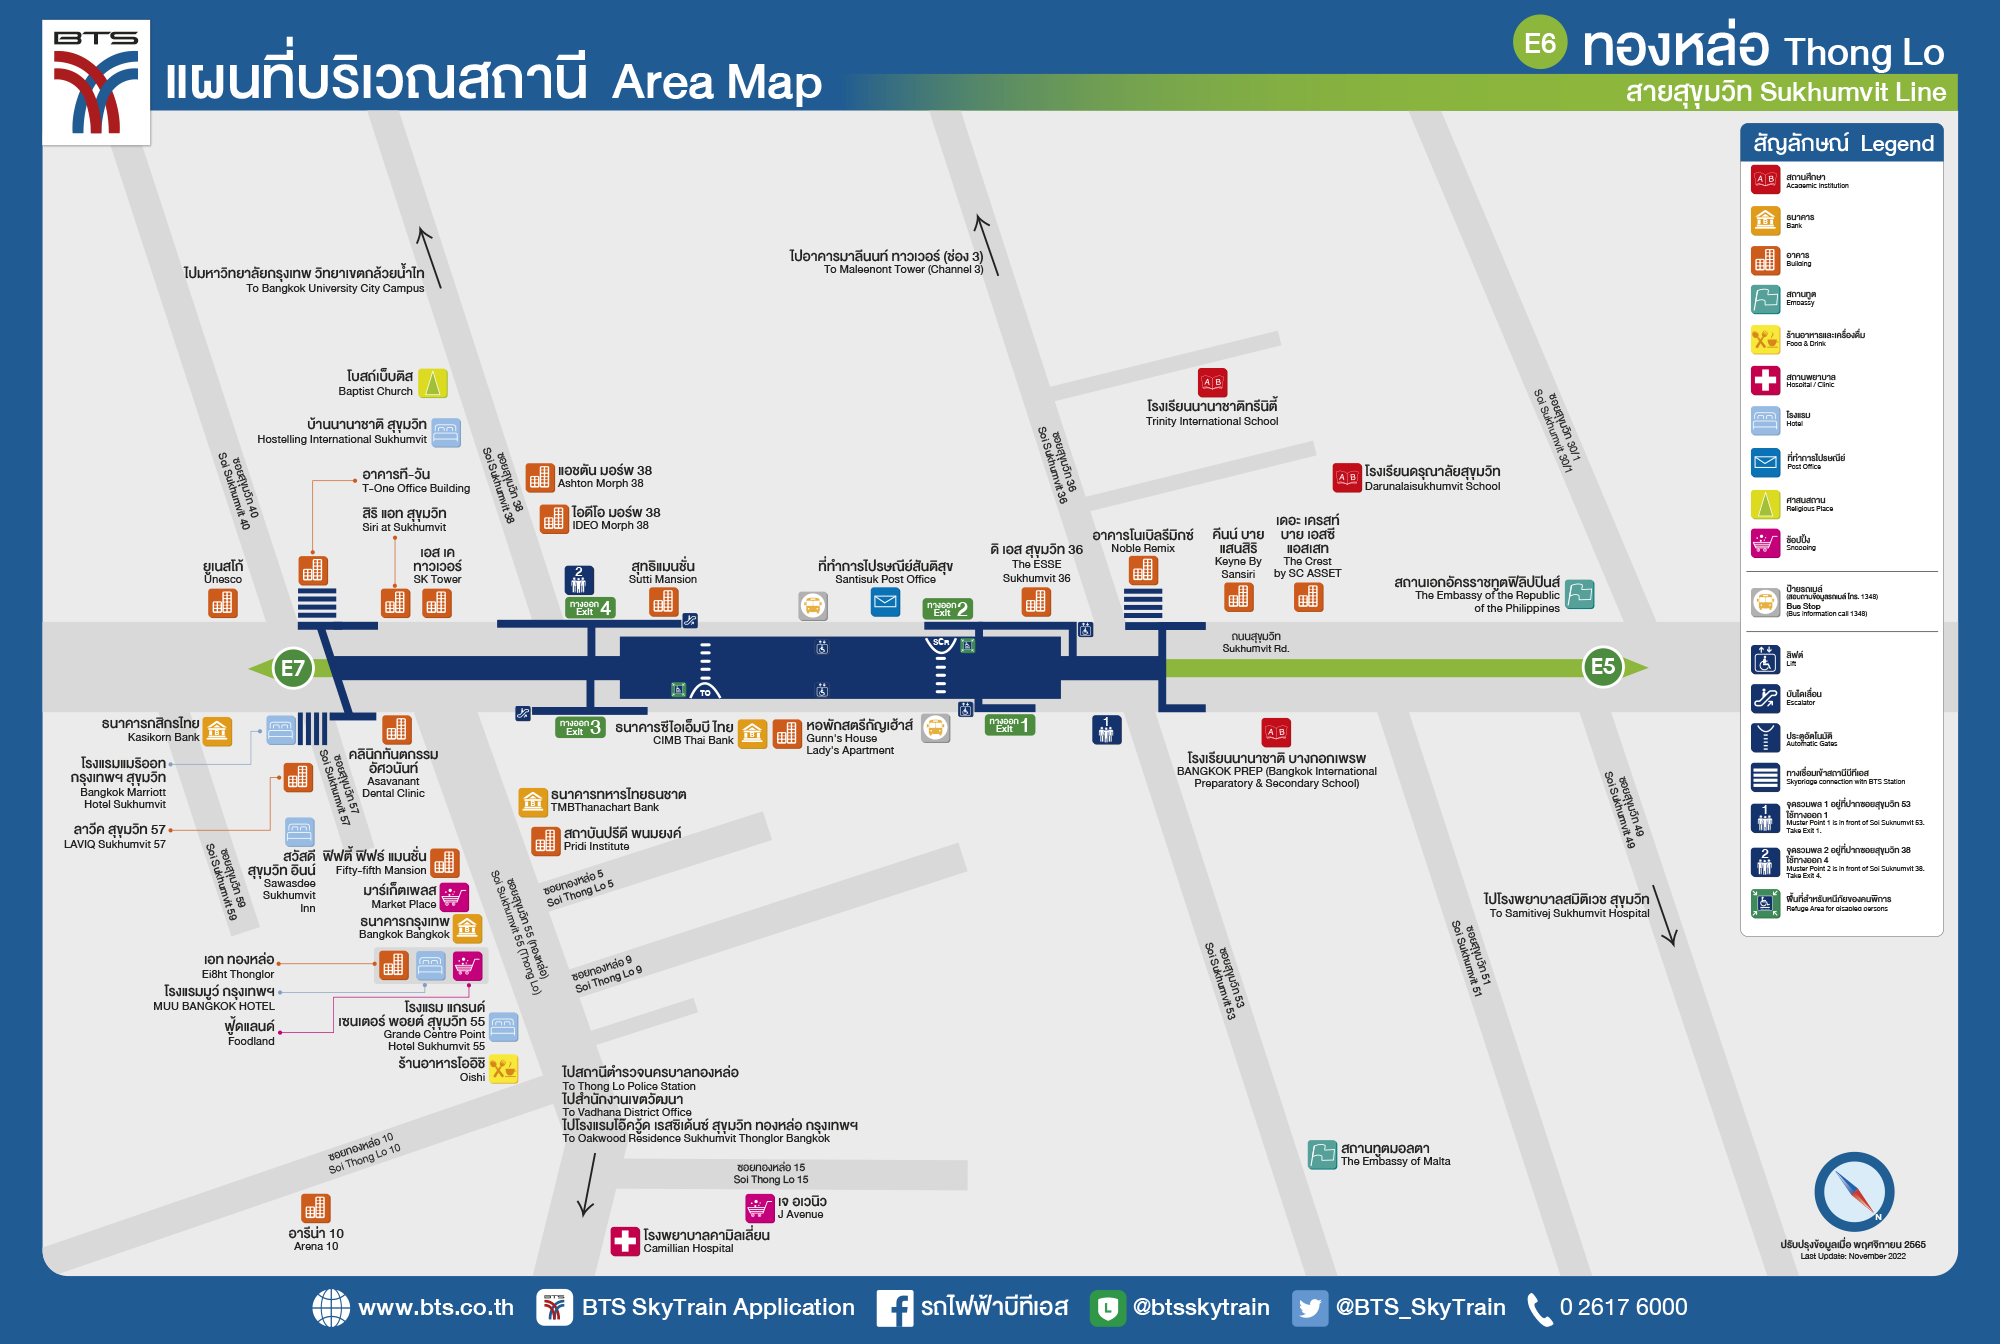 BTS
แผนที่บริเวณสถานี Area Map
E6 ทองหล่อ Thong Lo
สายสุขุมวิท Sukhumvit Line
สัญลักษณ์ Legend
A B
สถานศึกษา
Academic Institution
ธนาคาร
Bank
อาคาร
Building
สถานทูต
Embassy
ร้านอาหารและเครื่องดื่ม
Food & Drink
สถานพยาบาล
Hospital / Clinic
โรงแรม
Hotel
ที่ทำการไปรษณีย์
Post Office
ศาสนสถาน
Religious Place
ช้อปปิ้ง
Shopping
ป้ายรถเมล์
(สอบถามข้อมูลรถเมล์ โทร. 1348)
Bus Stop
(Bus information call 1348)
ลิฟต์
Lift
บันไดเลื่อน
Escalator
ประตูอัตโนมัติ
Automatic Gates
ทางเชื่อมเข้าสถานีบีทีเอส
Skybridge connection with BTS Station
1
จุดรวมพล 1 อยู่ที่ปากซอยสุขุมวิท 53
ใช้ทางออก 1
Muster Point 1 is in front of Soi Sukhumvit 53.
Take Exit 1.
2
จุดรวมพล 2 อยู่ที่ปากซอยสุขุมวิท 38
ใช้ทางออก 4
Muster Point 2 is in front of Soi Sukhumvit 38.
Take Exit 4.
พื้นที่สำหรับหนีภัยของคนพิการ
Refuge Area for disabled persons
ไปมหาวิทยาลัยกรุงเทพ วิทยาเขตกล้วยน้ำไท
To Bangkok University City Campus
ไปอาคารมาลีนนท์ ทาวเวอร์ (ช่อง 3)
To Maleenont Tower (Channel 3)
โบสถ์เบ็บติส
Baptist Church
บ้านนานาชาติ สุขุมวิท
Hostelling International Sukhumvit
อาคารที-วัน
T-One Office Building
สิริ แอท สุขุมวิท
Siri at Sukhumvit
เอส เค
ทาวเวอร์
SK Tower
ยูเนสโก้
Unesco
ซอยสุขุมวิท 40
Soi Sukhumvit 40
ซอยสุขุมวิท 38
Soi Sukhumvit 38
แอชตัน มอร์พ 38
Ashton Morph 38
ไอดีโอ มอร์พ 38
IDEO Morph 38
2
ทางออก
Exit 4
สุทธิแมนชั่น
Sutti Mansion
ที่ทำการไปรษณีย์สันติสุข
Santisuk Post Office
ทางออก
Exit 2
ดิ เอส สุขุมวิท 36
The ESSE
Sukhumvit 36
ซอยสุขุมวิท 36
Soi Sukhumvit 36
A B
โรงเรียนนานาชาติทรีนิตี้
Trinity International School
A B
โรงเรียนดรุณาลัยสุขุมวิท
Darunalaisukhumvit School
อาคารโนเบิลรีมิกซ์
Noble Remix
คีนน์ บาย
แสนสิริ
Keyne By
Sansiri
เดอะ เครสท์
บาย เอสซี
แอสเสท
The Crest
by SC ASSET
สถานเอกอัครราชทูตฟิลิปปินส์
The Embassy of the Republic
of the Philippines
ซอยสุขุมวิท 30/1
Soi Sukhumvit 30/1
ถนนสุขุมวิท
Sukhumvit Rd.
E7
TO
E5
ธนาคารกสิกรไทย
Kasikorn Bank
โรงแรมแมริออท
กรุงเทพฯ สุขุมวิท
Bangkok Marriott
Hotel Sukhumvit
ลาวีค สุขุมวิท 57
LAVIQ Sukhumvit 57
คลินิกทันตกรรม
อัศวนันท์
Asavanant
Dental Clinic
ซอยสุขุมวิท 57
Soi Sukhumvit 57
ซอยสุขุมวิท 59
Soi Sukhumvit 59
สวัสดี
สุขุมวิท อินน์
Sawasdee
Sukhumvit
Inn
ทางออก
Exit 3
ธนาคารซีไอเอ็มบี ไทย
CIMB Thai Bank
หอพักสตรีกัญเฮ้าส์
Gunn's House
Lady's Apartment
ทางออก
Exit 1
1
A B
โรงเรียนนานาชาติ บางกอกเพรพ
BANGKOK PREP (Bangkok International
Preparatory & Secondary School)
ธนาคารทหารไทยธนชาต
TMBThanachart Bank
สถาบันปรีดี พนมยงค์
Pridi Institute
ฟิฟตี้ ฟิฟธ์ แมนชั่น
Fifty-fifth Mansion
มาร์เก็ตเพลส
Market Place
ธนาคารกรุงเทพ
Bangkok Bangkok
เอท ทองหล่อ
Ei8ht Thonglor
โรงแรมมูว์ กรุงเทพฯ
MUU BANGKOK HOTEL
ฟู้ดแลนด์
Foodland
โรงแรม แกรนด์
เซนเตอร์ พอยต์ สุขุมวิท 55
Grande Centre Point
Hotel Sukhumvit 55
ร้านอาหารโออิชิ
Oishi
ซอยสุขุมวิท 55 (ทองหล่อ)
Soi Sukhumvit 55 (Thong Lo)
ซอยทองหล่อ 5
Soi Thong Lo 5
ซอยทองหล่อ 9
Soi Thong Lo 9
ซอยสุขุมวิท 53
Soi Sukhumvit 53
ซอยสุขุมวิท 51
Soi Sukhumvit 51
ซอยสุขุมวิท 49
Soi Sukhumvit 49
ไปโรงพยาบาลสมิติเวช สุขุมวิท
To Samitivej Sukhumvit Hospital
ไปสถานีตำรวจนครบาลทองหล่อ
To Thong Lo Police Station
ไปสำนักงานเขตวัฒนา
To Vadhana District Office
ไปโรงแรมโอ๊ควู้ด เรสซิเด้นซ์ สุขุมวิท ทองหล่อ กรุงเทพฯ
To Oakwood Residence Sukhumvit Thonglor Bangkok
ซอยทองหล่อ 10
Soi Thong Lo 10
ซอยทองหล่อ 15
Soi Thong Lo 15
อารีน่า 10
Arena 10
เจ อเวนิว
J Avenue
โรงพยาบาลคามิลเลี่ยน
Camillian Hospital
สถานทูตมอลตา
The Embassy of Malta
N
ปรับปรุงข้อมูลเมื่อ พฤศจิกายน 2565
Last Update: November 2022
www.bts.co.th
BTS
BTS SkyTrain Application
รถไฟฟ้าบีทีเอส
@btsskytrain
@BTS_SkyTrain
0 2617 6000